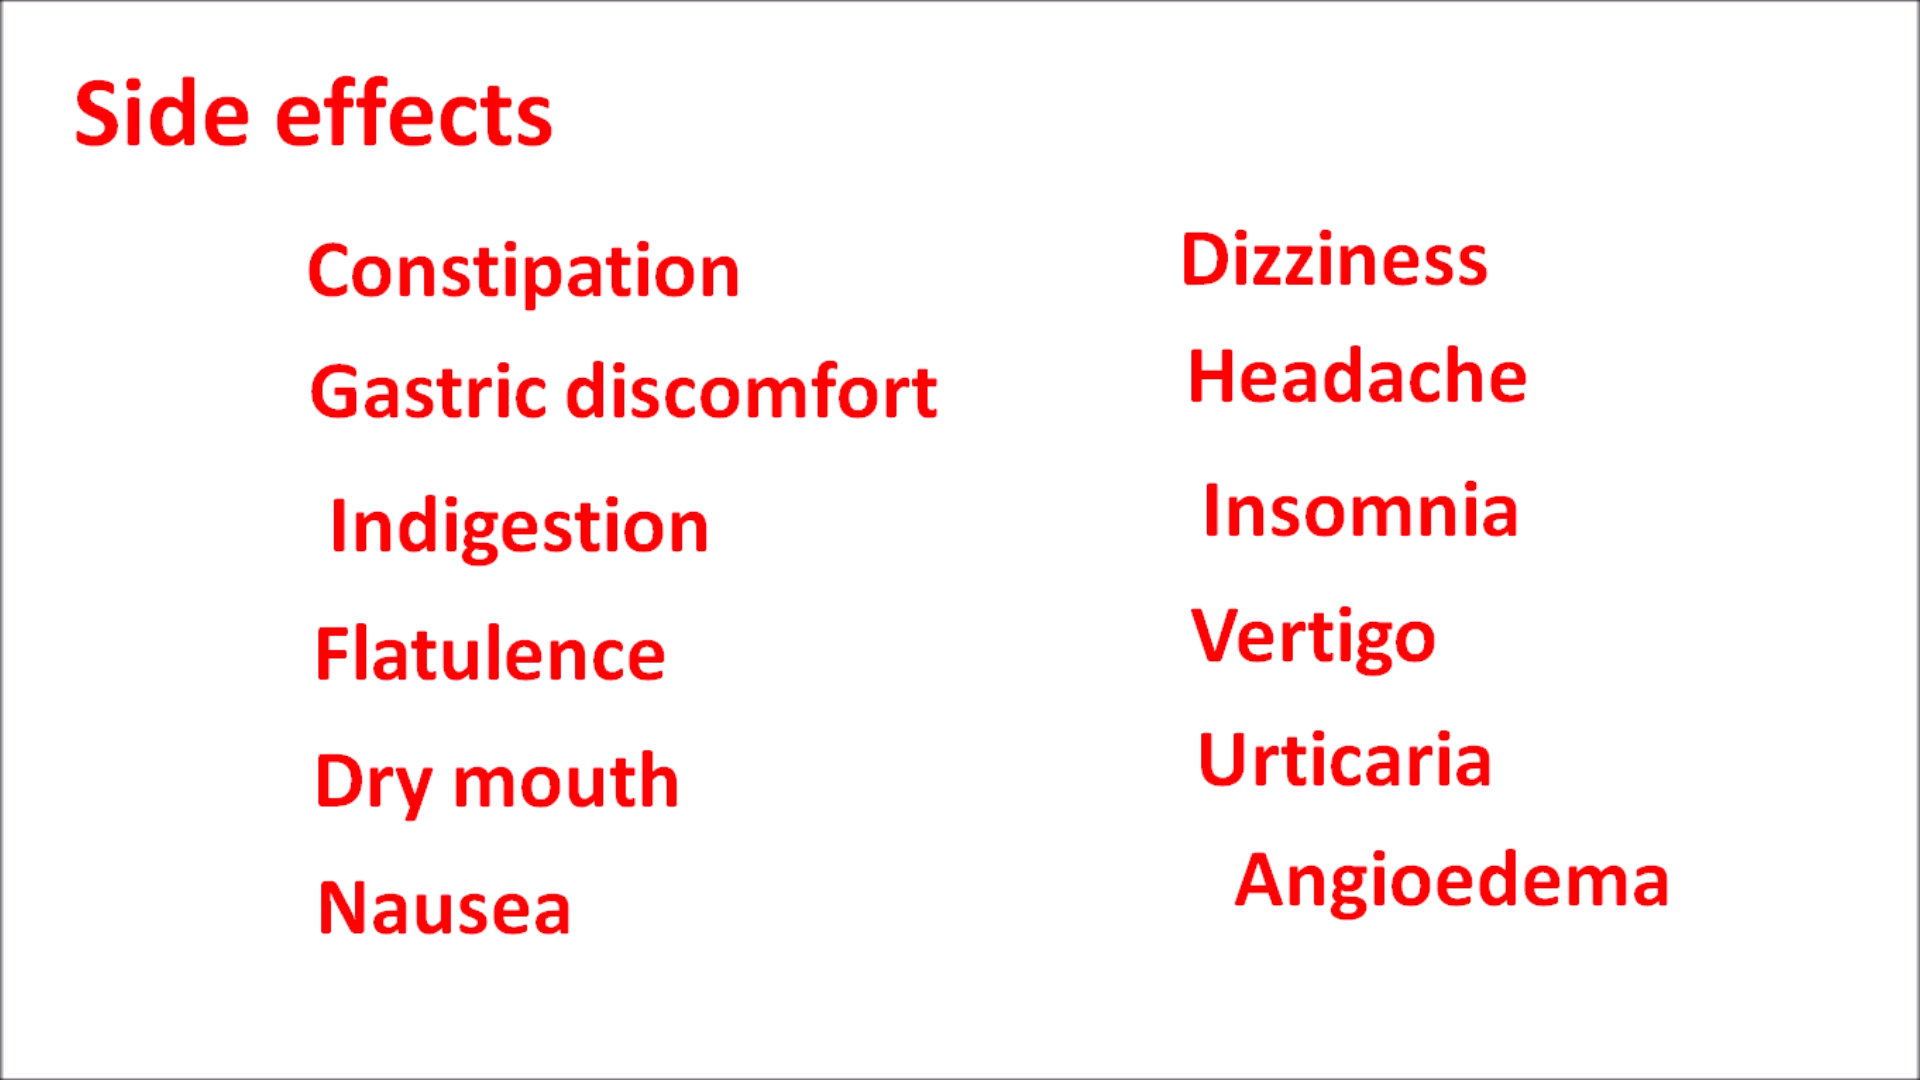 Side effects
Constipation
Gastric discomfort
Indigestion
Flatulence
Dry mouth
Nausea
Dizziness
Headache
Insomnia
Vertigo
Urticaria
Angioedema